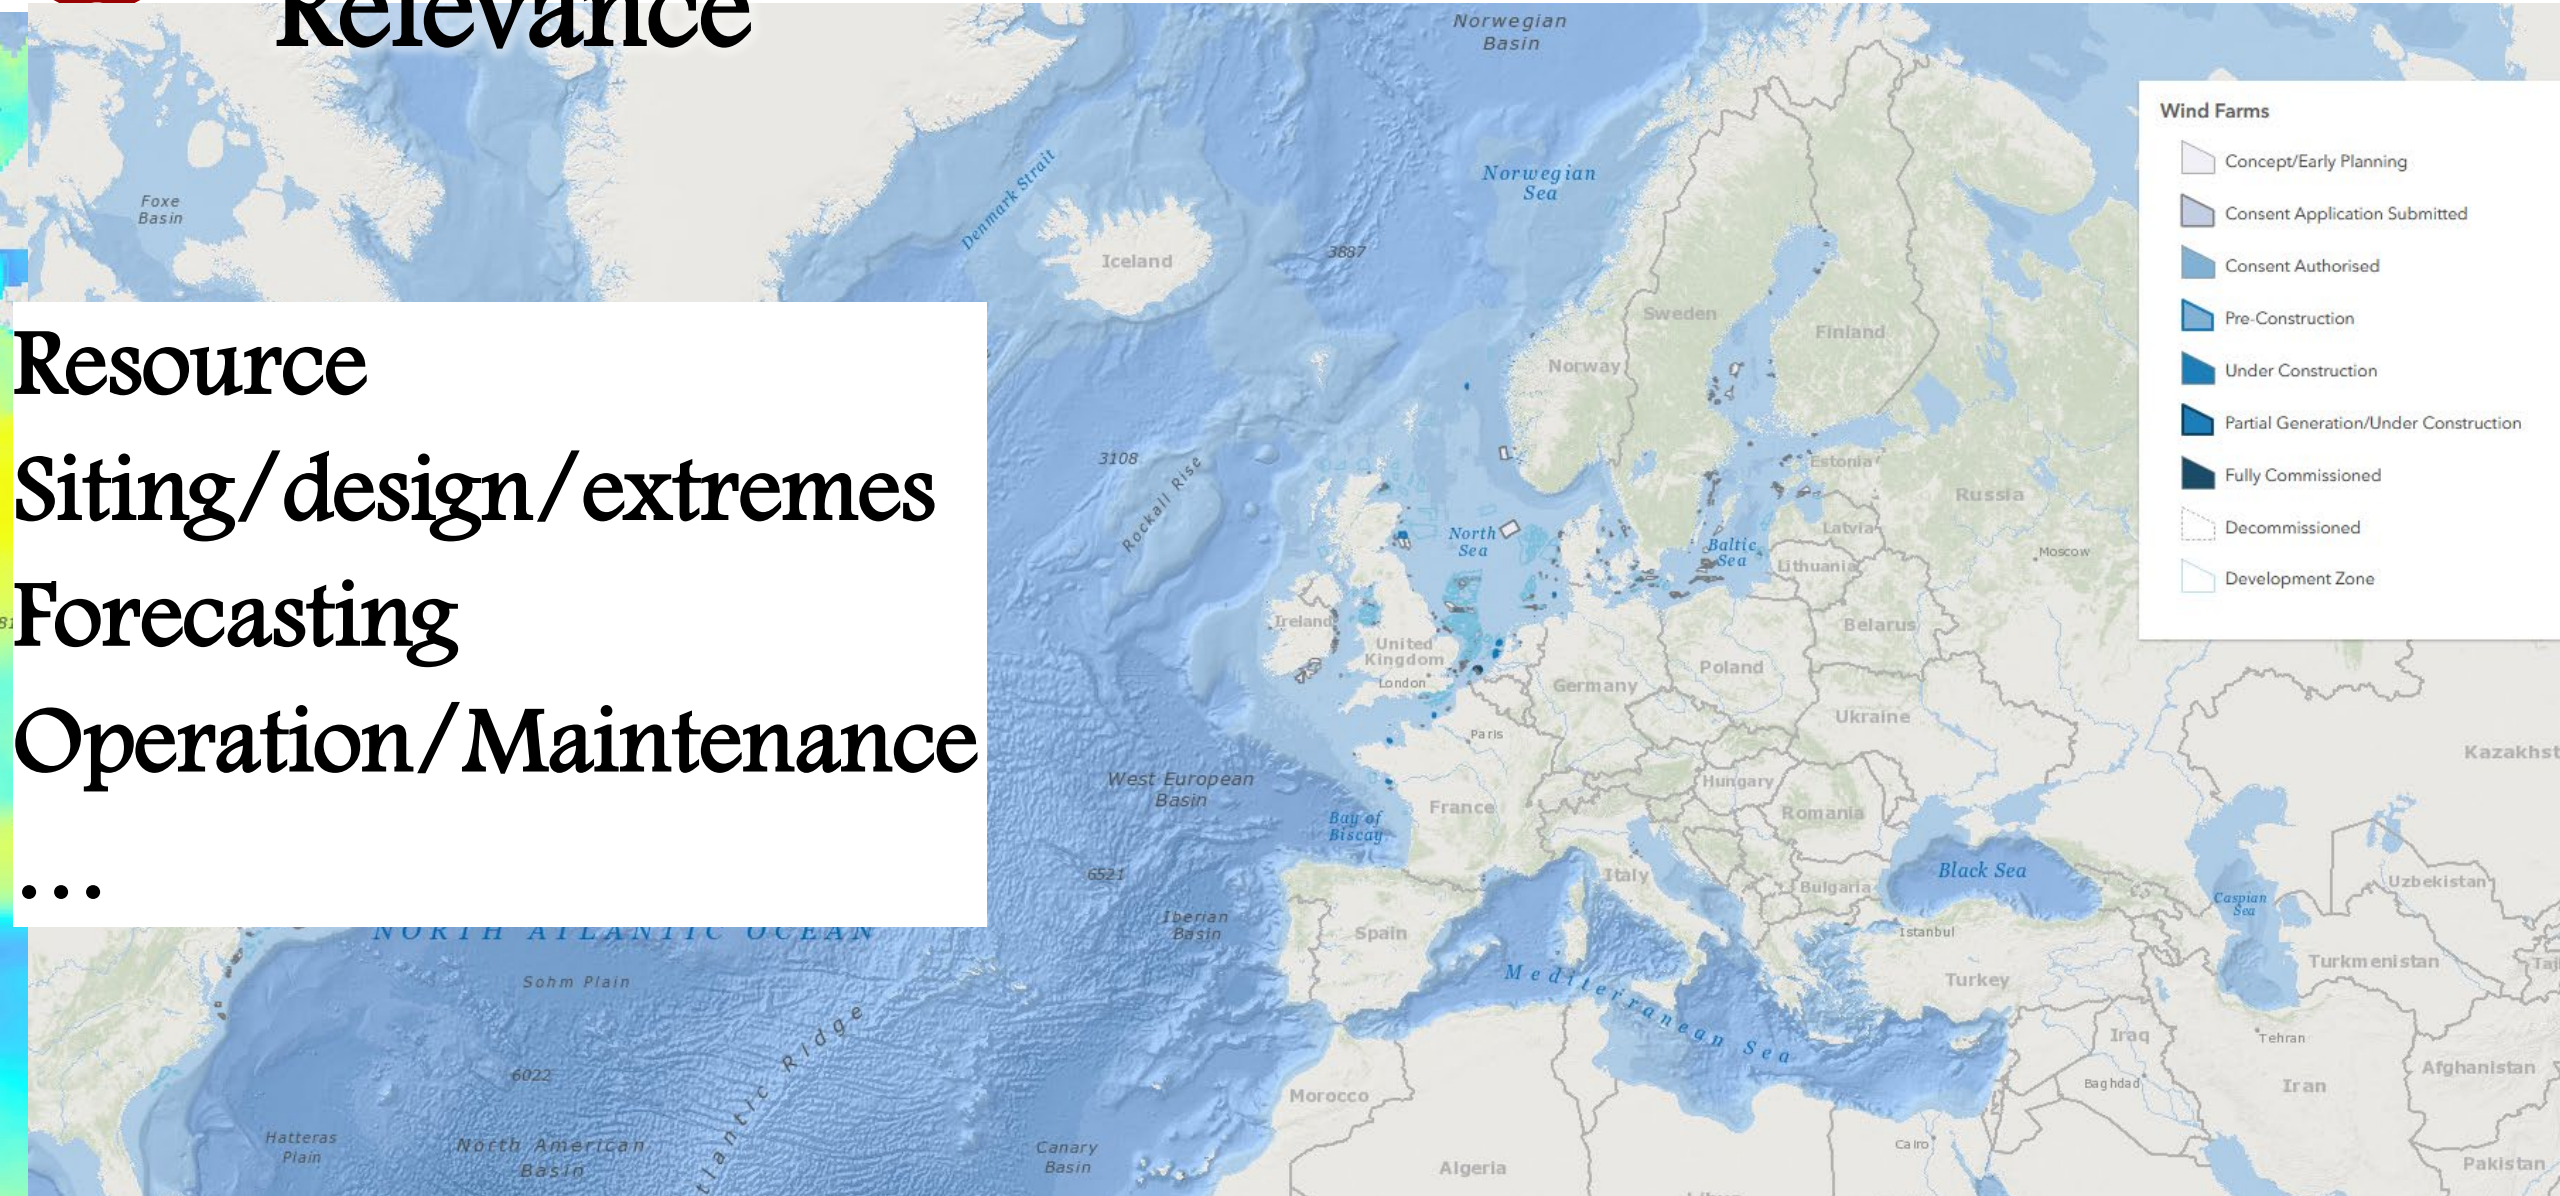 Relevance
Resource
Siting/design/extremes
Forecasting
Operation/Maintenance
...
Wind Farms
Concept/Early Planning
Consent Application Submitted
Consent Authorised
Pre-Construction
Under Construction
Partial Generation/Under Construction
Fully Commissioned
Decommissioned
Development Zone
Norwegian
Basin
Norwegian
Sea
Denmark Strait
Foxe
Basin
Iceland
3887
Sweden
Finland
Norway
3108
Rockall Rise
Estonia
Russia
North
Sea
Baltic
Sea
Latvia
Moscow
Lithuania
Ireland
United
Kingdom
London
Belarus
Poland
Germany
Ukraine
Paris
Kazakhst
West European
Basin
Hungary
France
Romania
Bay of
Biscay
6521
Italy
Black Sea
Bulgaria
Uzbekistan
Caspian
Sea
Iberian
Basin
Spain
Istanbul
NORTH ATLANTIC OCEAN
Sohm Plain
Mediterranean Sea
Turkey
Turkmenistan
Taj
6022
tlantic Ridge
Iraq
Tehran
Baghdad
Iran
Afghanistan
Morocco
Hatteras
Plain
North American
Basin
Canary
Basin
Algeria
Cairo
Pakistan